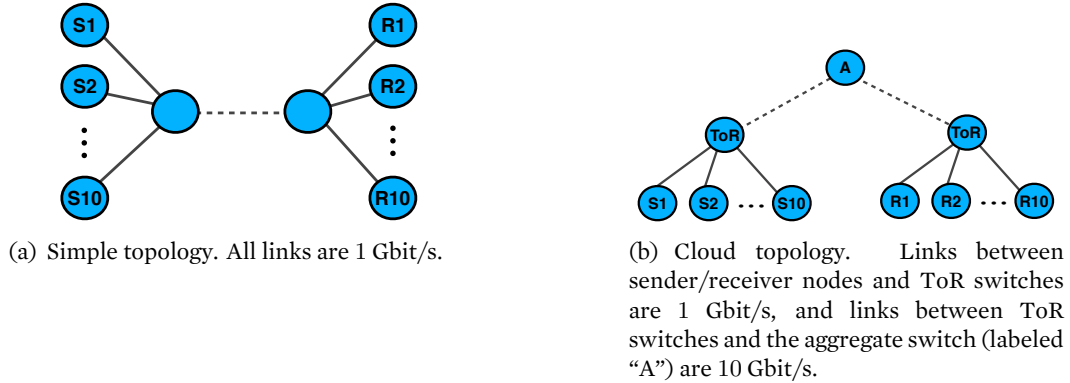 S1
S2
S10
R1
R2
R10
(a) Simple topology. All links are 1 Gbit/s.
A
ToR
ToR
S1
S2
S10
R1
R2
R10
(b) Cloud topology. Links between
sender/receiver nodes and ToR switches
are 1 Gbit/s, and links between ToR
switches and the aggregate switch (labeled
“A”) are 10 Gbit/s.